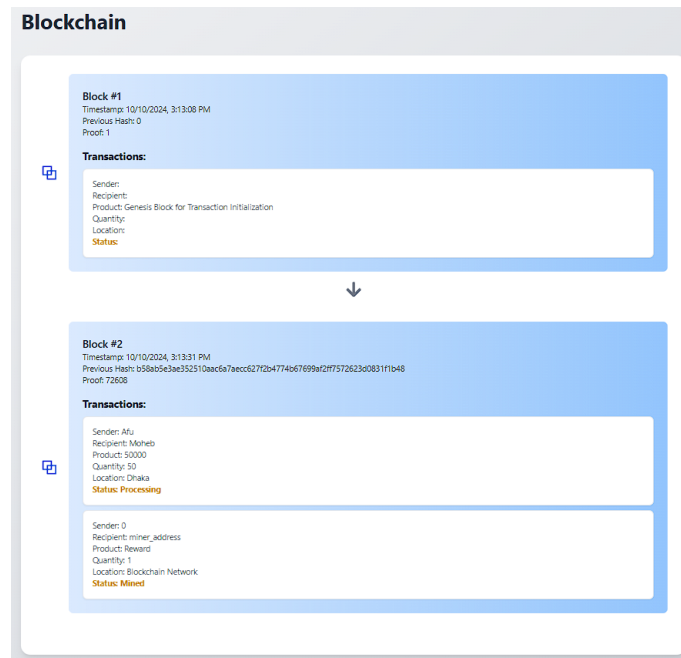 Blockchain
Block #1
Timestamp: 10/10/2024, 3:13:08 PM
Previous Hash: 0
Proof: 1
Transactions:
Sender:
Recipient:
Product: Genesis Block for Transaction Initialization
Quantity:
Location:
Status:
Block #2
Timestamp: 10/10/2024, 3:13:31 PM
Previous Hash: b58ab5e3ae352510aac6a7aecc627f2b4774b67699af2ff7572623d0831f1b48
Proof: 72608
Transactions:
Sender: Afu
Recipient: Moheb
Product: 50000
Quantity: 50
Location: Dhaka
Status: Processing
Sender: 0
Recipient: miner_address
Product: Reward
Quantity: 1
Location: Blockchain Network
Status: Mined